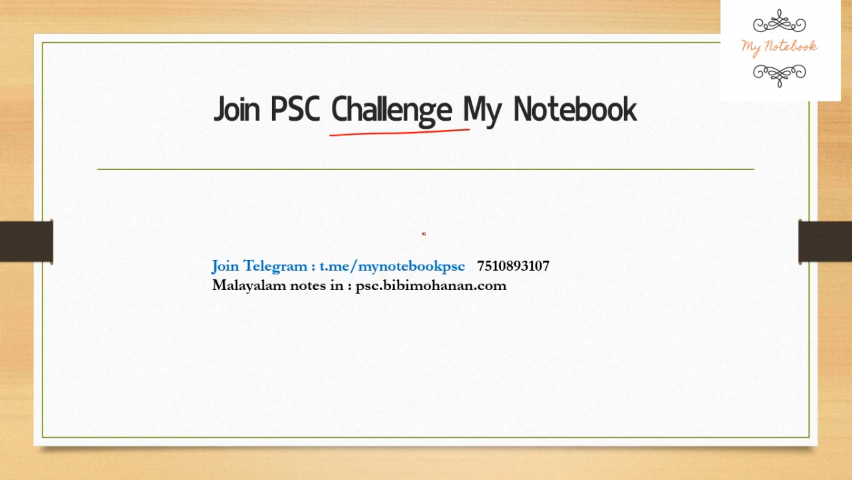 My Notebook
Join PSC Challenge My Notebook
Join Telegram : t.me/mynotebookpsc 7510893107
Malayalam notes in : psc.bibimohanan.com